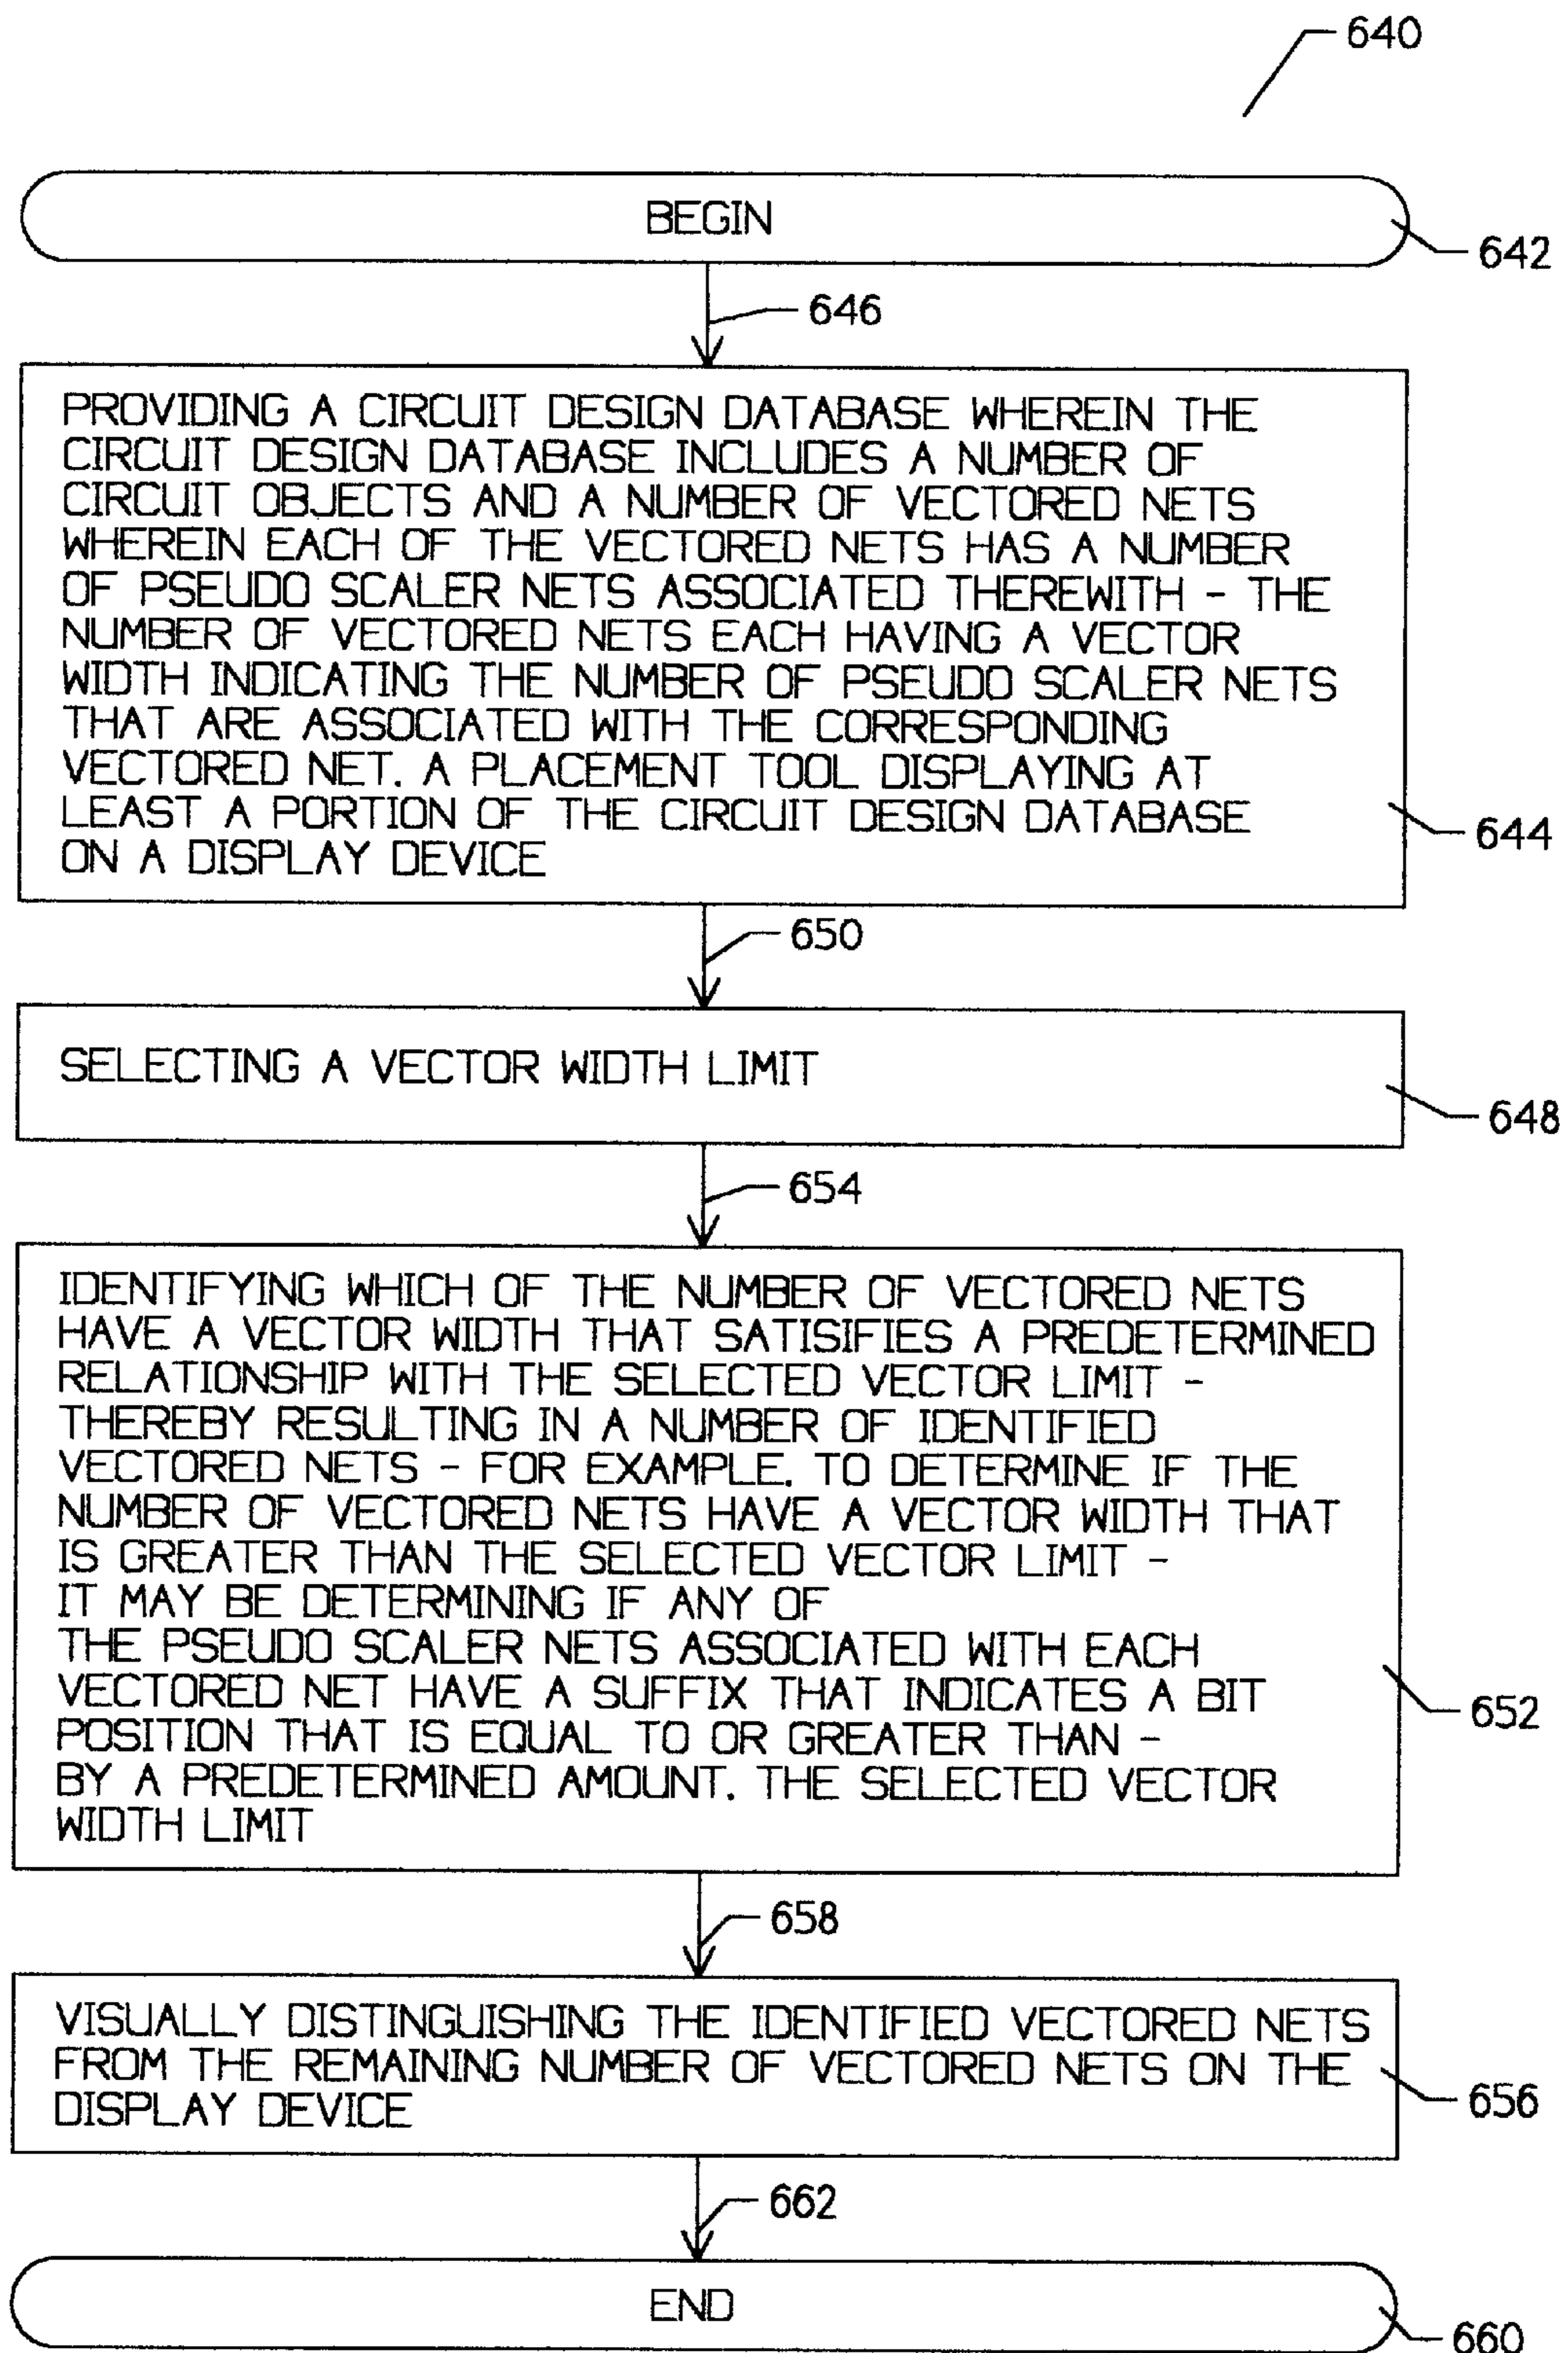 640
BEGIN
642
646
PROVIDING A CIRCUIT DESIGN DATABASE WHEREIN THE
CIRCUIT DESIGN DATABASE INCLUDES A NUMBER OF
CIRCUIT OBJECTS AND A NUMBER OF VECTORED NETS
WHEREIN EACH OF THE VECTORED NETS HAS A NUMBER
OF PSEUDO SCALER NETS ASSOCIATED THEREWITH - THE
NUMBER OF VECTORED NETS EACH HAVING A VECTOR
WIDTH INDICATING THE NUMBER OF PSEUDO SCALER NETS
THAT ARE ASSOCIATED WITH THE CORRESPONDING
VECTORED NET. A PLACEMENT TOOL DISPLAYING AT
LEAST A PORTION OF THE CIRCUIT DESIGN DATABASE
ON A DISPLAY DEVICE
644
650
SELECTING A VECTOR WIDTH LIMIT
648
654
IDENTIFYING WHICH OF THE NUMBER OF VECTORED NETS
HAVE A VECTOR WIDTH THAT SATISIFIES A PREDETERMINED
RELATIONSHIP WITH THE SELECTED VECTOR LIMIT -
THEREBY RESULTING IN A NUMBER OF IDENTIFIED
VECTORED NETS - FOR EXAMPLE. TO DETERMINE IF THE
NUMBER OF VECTORED NETS HAVE A VECTOR WIDTH THAT
IS GREATER THAN THE SELECTED VECTOR LIMIT -
IT MAY BE DETERMINING IF ANY OF
THE PSEUDO SCALER NETS ASSOCIATED WITH EACH
VECTORED NET HAVE A SUFFIX THAT INDICATES A BIT
POSITION THAT IS EQUAL TO OR GREATER THAN -
BY A PREDETERMINED AMOUNT. THE SELECTED VECTOR
WIDTH LIMIT
652
658
VISUALLY DISTINGUISHING THE IDENTIFIED VECTORED NETS
FROM THE REMAINING NUMBER OF VECTORED NETS ON THE
DISPLAY DEVICE
656
662
END
660